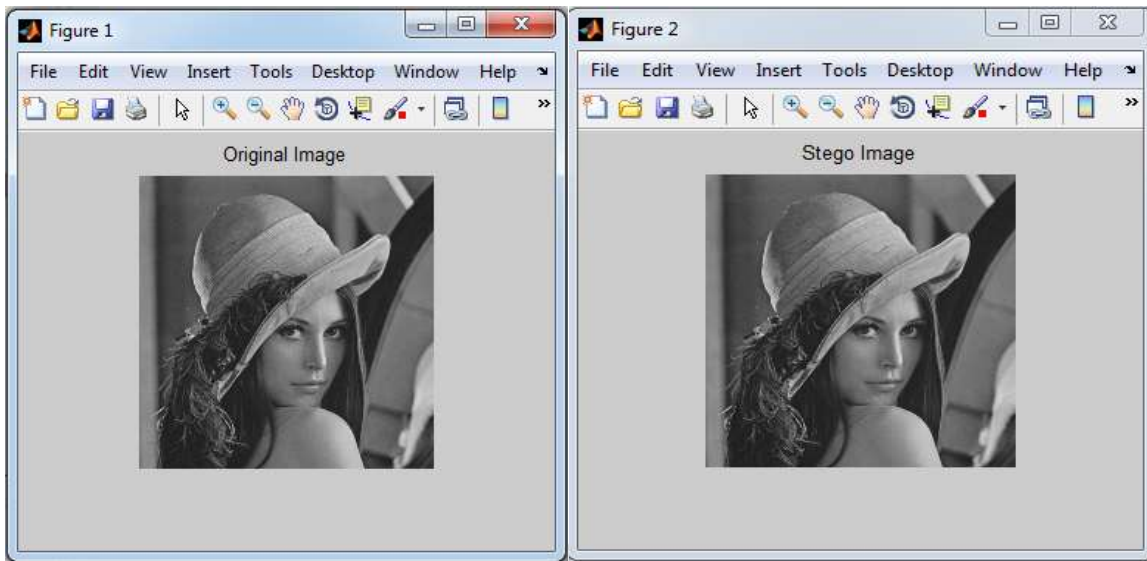 Figure 1
File Edit View Insert Tools Desktop Window Help
Original Image
Figure 2
File Edit View Insert Tools Desktop Window Help
Stego Image